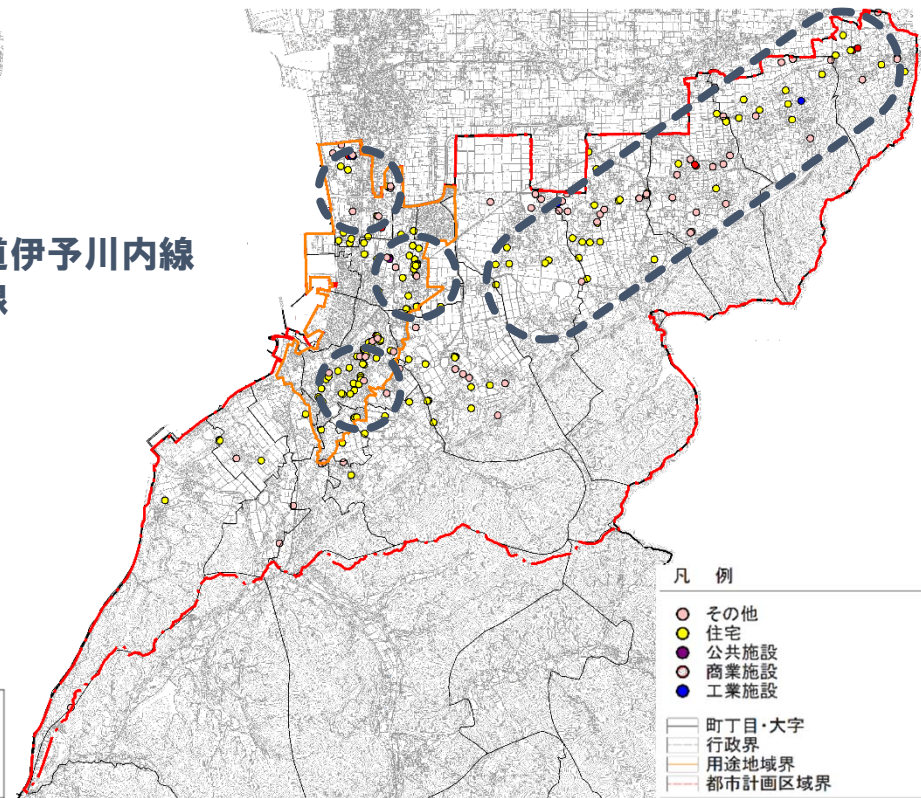 道伊予川内線
線
凡 例
その他
住宅
公共施設
商業施設
工業施設
町丁目・大字
行政界
用途地域界
都市計画区域界